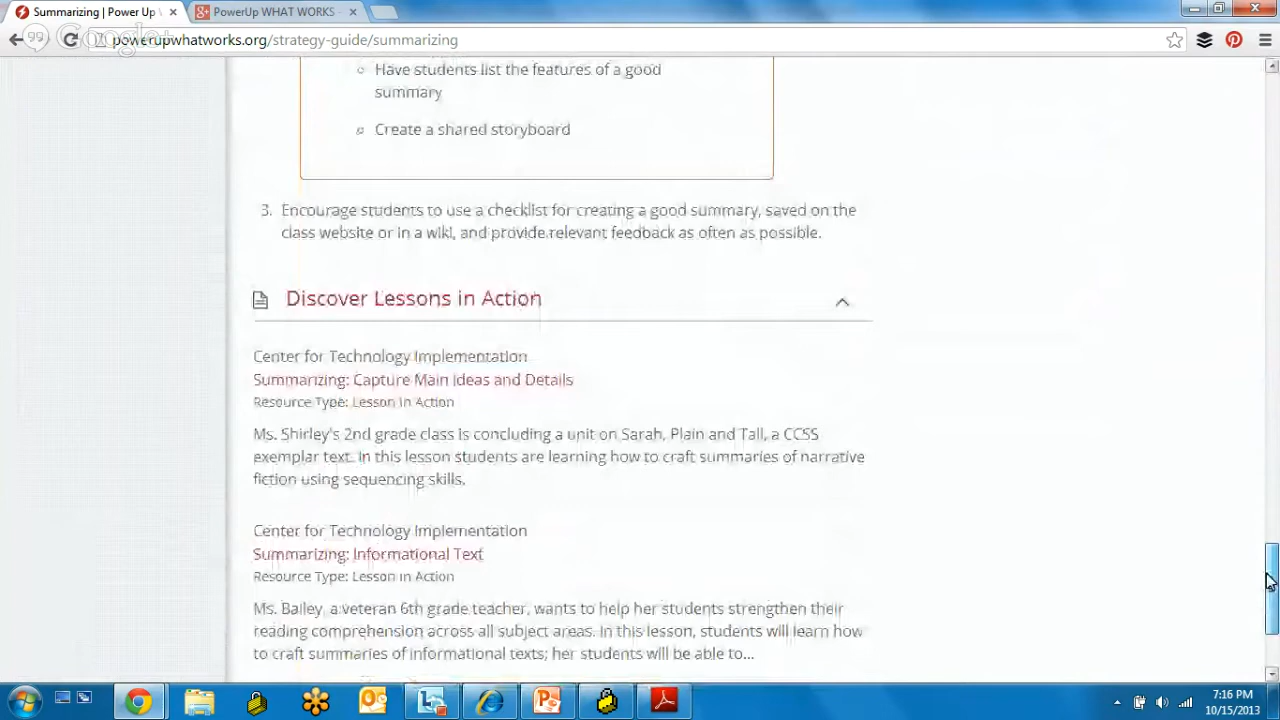 Summarizing | Power Up
PowerUp WHAT WORKS -
Google+
powerupwhatworks.org/strategy-guide/summarizing
Have students list the features of a good
summary
Create a shared storyboard
3. Encourage students to use a checklist for creating a good summary, saved on the
class website or in a wiki, and provide relevant feedback as often as possible.
Discover Lessons in Action
Center for Technology Implementation
Summarizing: Capture Main Ideas and Details
Resource Type: Lesson in Action
Ms. Shirley's 2nd grade class is concluding a unit on Sarah, Plain and Tall, a CCSS
exemplar text. In this lesson students are learning how to craft summaries of narrative
fiction using sequencing skills.
Center for Technology Implementation
Summarizing: Informational Text
Resource Type: Lesson in Action
Ms. Bailey, a veteran 6th grade teacher, wants to help her students strengthen their
reading comprehension across all subject areas. In this lesson, students will learn how
to craft summaries of informational texts; her students will be able to...
7:16 PM
10/15/2013